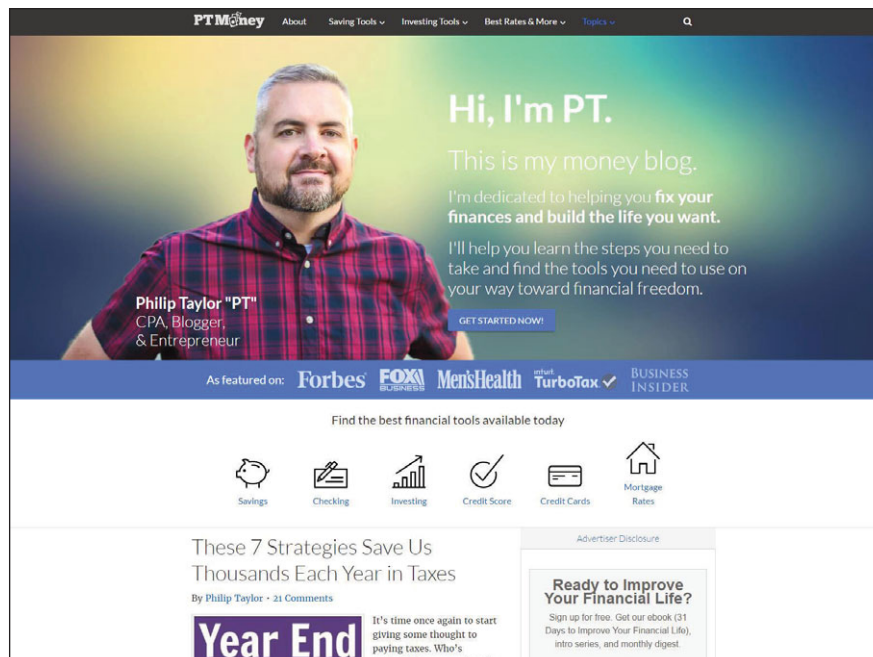 PTMoney About Saving Tools Investing Tools Best Rates & More Topics
Hi, I'm PT.
This is my money blog.
I'm dedicated to helping you fix your
finances and build the life you want.
I'll help you learn the steps you need to
take and find the tools you need to use on
your way toward financial freedom.
GET STARTED NOW!
Philip Taylor "PT"
CPA, Blogger,
& Entrepreneur
As featured on: Forbes FOX BUSINESS Men'sHealth intuit TurboTax BUSINESS INSIDER
Find the best financial tools available today
Savings Checking Investing Credit Score Credit Cards Mortgage Rates
These 7 Strategies Save Us
Thousands Each Year in Taxes
By Philip Taylor • 21 Comments
Year End
It's time once again to start
giving some thought to
paying taxes. Who's
Advertiser Disclosure
Ready to Improve
Your Financial Life?
Sign up for free. Get our ebook (31
Days to Improve Your Financial Life),
intro series, and monthly digest.